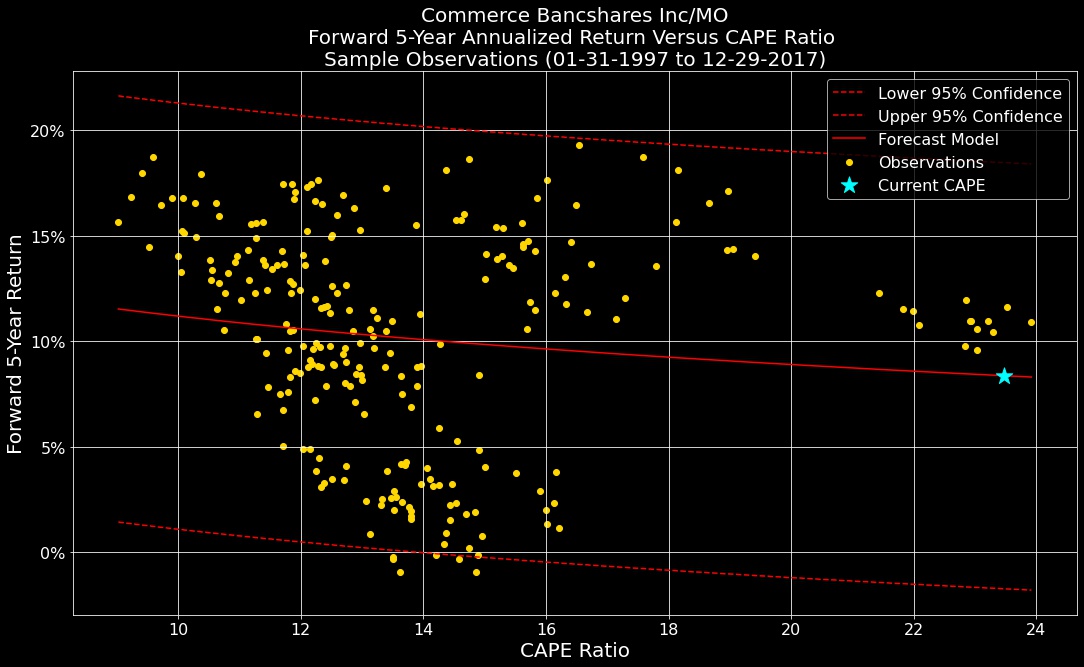 Commerce Bancshares Inc/MO
Forward 5-Year Annualized Return Versus CAPE Ratio
Sample Observations (01-31-1997 to 12-29-2017)
Lower 95% Confidence
Upper 95% Confidence
Forecast Model
Observations
Current CAPE
Forward 5-Year Return
20%
15%
10%
5%
0%
10 12 14 16 18 20 22 24
CAPE Ratio